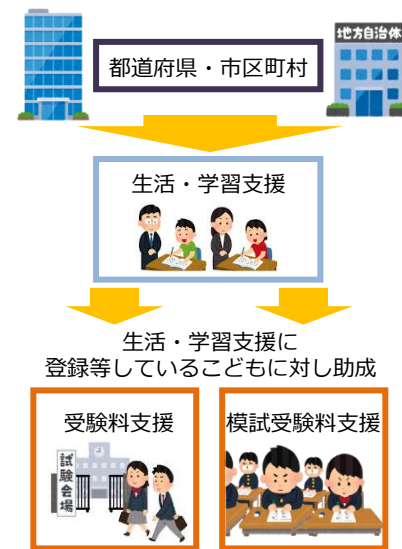 地方自治体
都道府県・市区町村
生活・学習支援
生活・学習支援に
登録等しているこどもに対し助成
受験料支援
模試受験料支援
試験会場